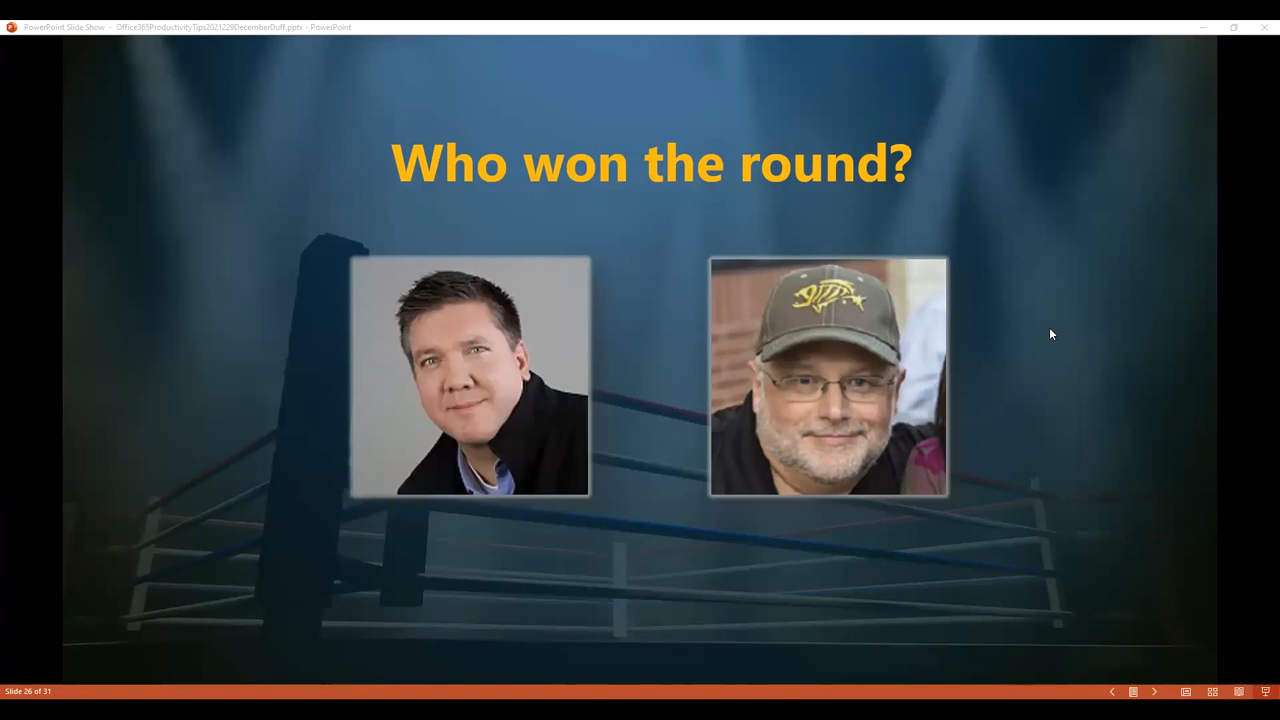 PowerPoint Slide Show - Office365ProductivityTips2021229DecemberDuff.pptx - PowerPoint
Who won the round?
Slide 26 of 31